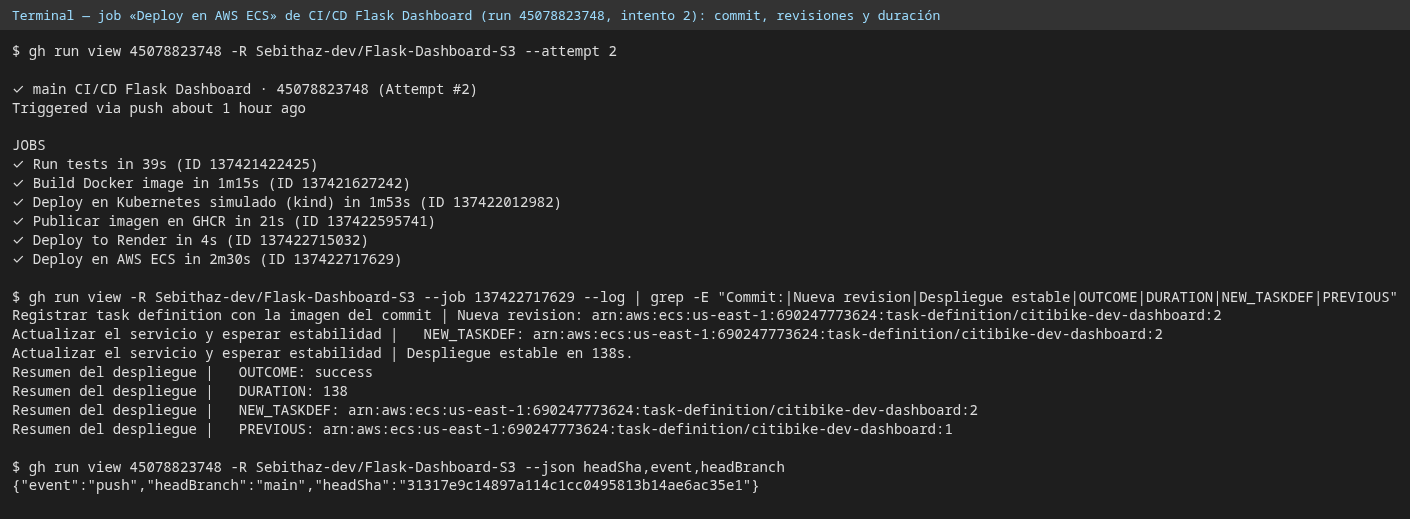 Terminal — job «Deploy en AWS ECS» de CI/CD Flask Dashboard (run 45078823748, intento 2): commit, revisiones y duración
$ gh run view 45078823748 -R Sebithaz-dev/Flask-Dashboard-S3 --attempt 2
✓ main CI/CD Flask Dashboard · 45078823748 (Attempt #2)
Triggered via push about 1 hour ago
JOBS
✓ Run tests in 39s (ID 137421422425)
✓ Build Docker image in 1m15s (ID 137421627242)
✓ Deploy en Kubernetes simulado (kind) in 1m53s (ID 137422012982)
✓ Publicar imagen en GHCR in 21s (ID 137422595741)
✓ Deploy to Render in 4s (ID 137422715032)
✓ Deploy en AWS ECS in 2m30s (ID 137422717629)
$ gh run view -R Sebithaz-dev/Flask-Dashboard-S3 --job 137422717629 --log | grep -E "Commit:|Nueva revision|Despliegue estable|OUTCOME|DURATION|NEW_TASKDEF|PREVIOUS"
Registrar task definition con la imagen del commit | Nueva revision: arn:aws:ecs:us-east-1:690247773624:task-definition/citibike-dev-dashboard:2
Actualizar el servicio y esperar estabilidad |   NEW_TASKDEF: arn:aws:ecs:us-east-1:690247773624:task-definition/citibike-dev-dashboard:2
Actualizar el servicio y esperar estabilidad | Despliegue estable en 138s.
Resumen del despliegue |   OUTCOME: success
Resumen del despliegue |   DURATION: 138
Resumen del despliegue |   NEW_TASKDEF: arn:aws:ecs:us-east-1:690247773624:task-definition/citibike-dev-dashboard:2
Resumen del despliegue |   PREVIOUS: arn:aws:ecs:us-east-1:690247773624:task-definition/citibike-dev-dashboard:1
$ gh run view 45078823748 -R Sebithaz-dev/Flask-Dashboard-S3 --json headSha,event,headBranch
{"event":"push","headBranch":"main","headSha":"31317e9c14897a114c1cc0495813b14ae6ac35e1"}